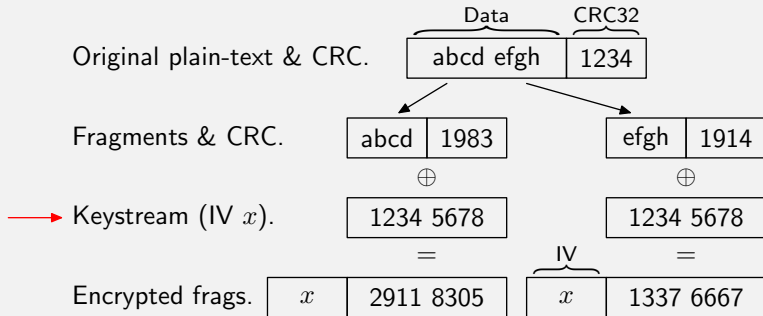 Data CRC32
Original plain-text & CRC. abcd efgh 1234
Fragments & CRC. abcd 1983 efgh 1914
⊕ ⊕
Keystream (IV x). 1234 5678 1234 5678
= IV =
Encrypted frags. x 2911 8305 x 1337 6667